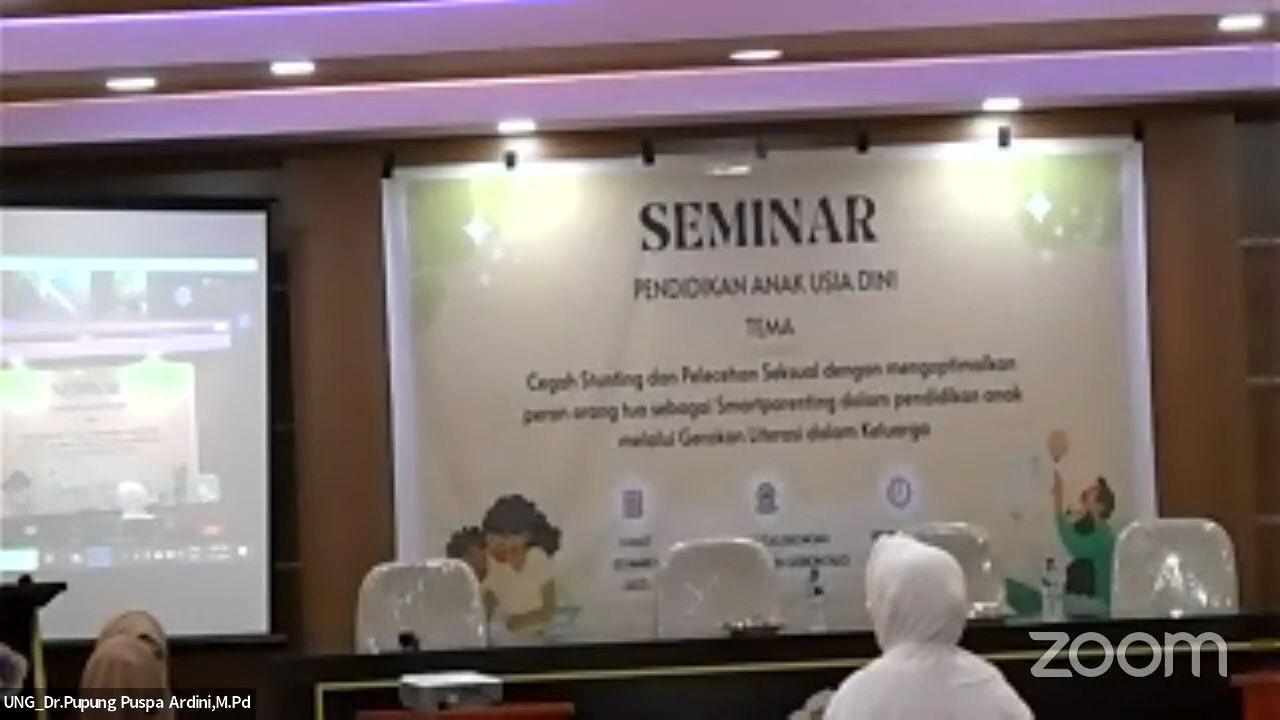 SEMINAR
PENDIDIKAN ANAK USIA DINI
TEMA
Cegah Stunting dan Pelecehan Seksual dengan mengoptimalkan
peran orang tua sebagai Smartparenting dalam pendidikan anak
melalui Gerakan Literasi dalam Keluarga
zoom
UNG_Dr.Pupung Puspa Ardini,M.Pd